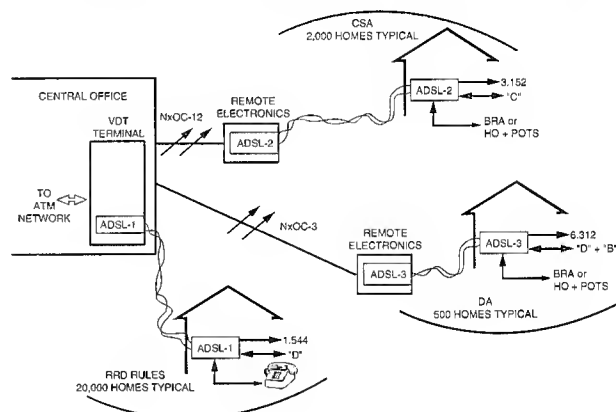 CSA
2,000 HOMES TYPICAL
CENTRAL OFFICE
VDT
TERMINAL
TO
ATM
NETWORK
ADSL-1
NxOC-12
REMOTE
ELECTRONICS
ADSL-2
ADSL-2
3.152
"C"
BRA or
HO + POTS
NxOC-3
REMOTE
ELECTRONICS
ADSL-3
ADSL-3
6.312
"D" + "B"
BRA or
HO + POTS
DA
500 HOMES TYPICAL
ADSL-1
1.544
"D"
RRD RULES
20,000 HOMES TYPICAL